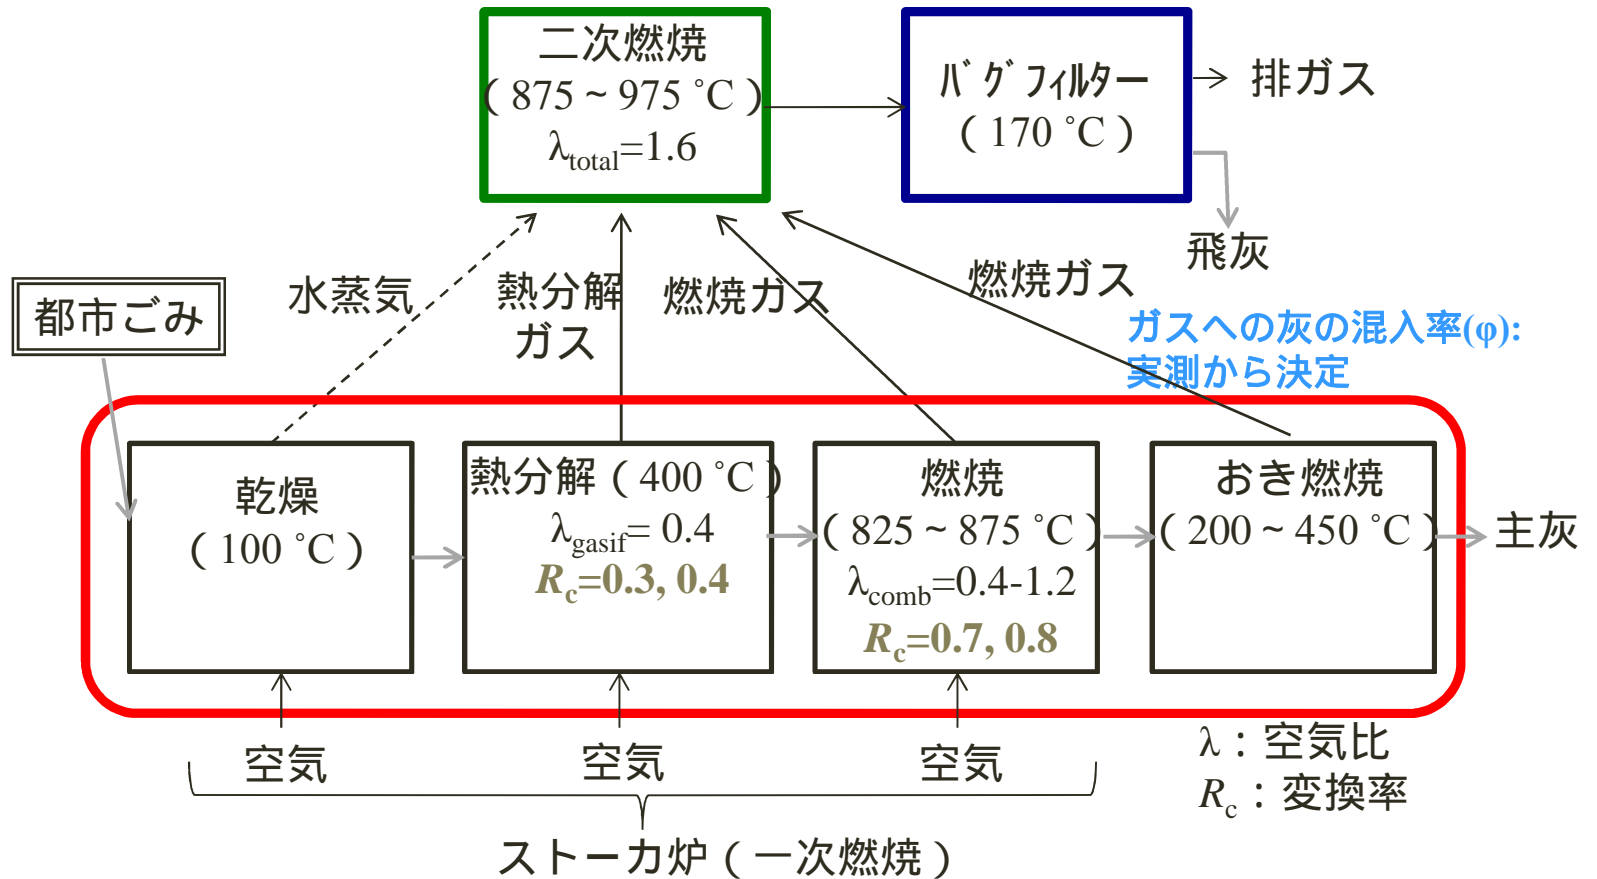 二次燃焼
(875~975 °C)
λtotal=1.6
ﾊﾞｸﾞﾌｨﾙﾀー
(170 °C)
排ガス
飛灰
都市ごみ
水蒸気
熱分解
ガス
燃焼ガス
燃焼ガス
ガスへの灰の混入率(φ):
実測から決定
乾燥
(100 °C)
熱分解(400 °C)
λgasif= 0.4
Rc=0.3, 0.4
燃焼
(825~875 °C)
λcomb=0.4-1.2
Rc=0.7, 0.8
おき燃焼
(200~450 °C)
主灰
空気
空気
空気
λ:空気比
Rc:変換率
ストーカ炉(一次燃焼)